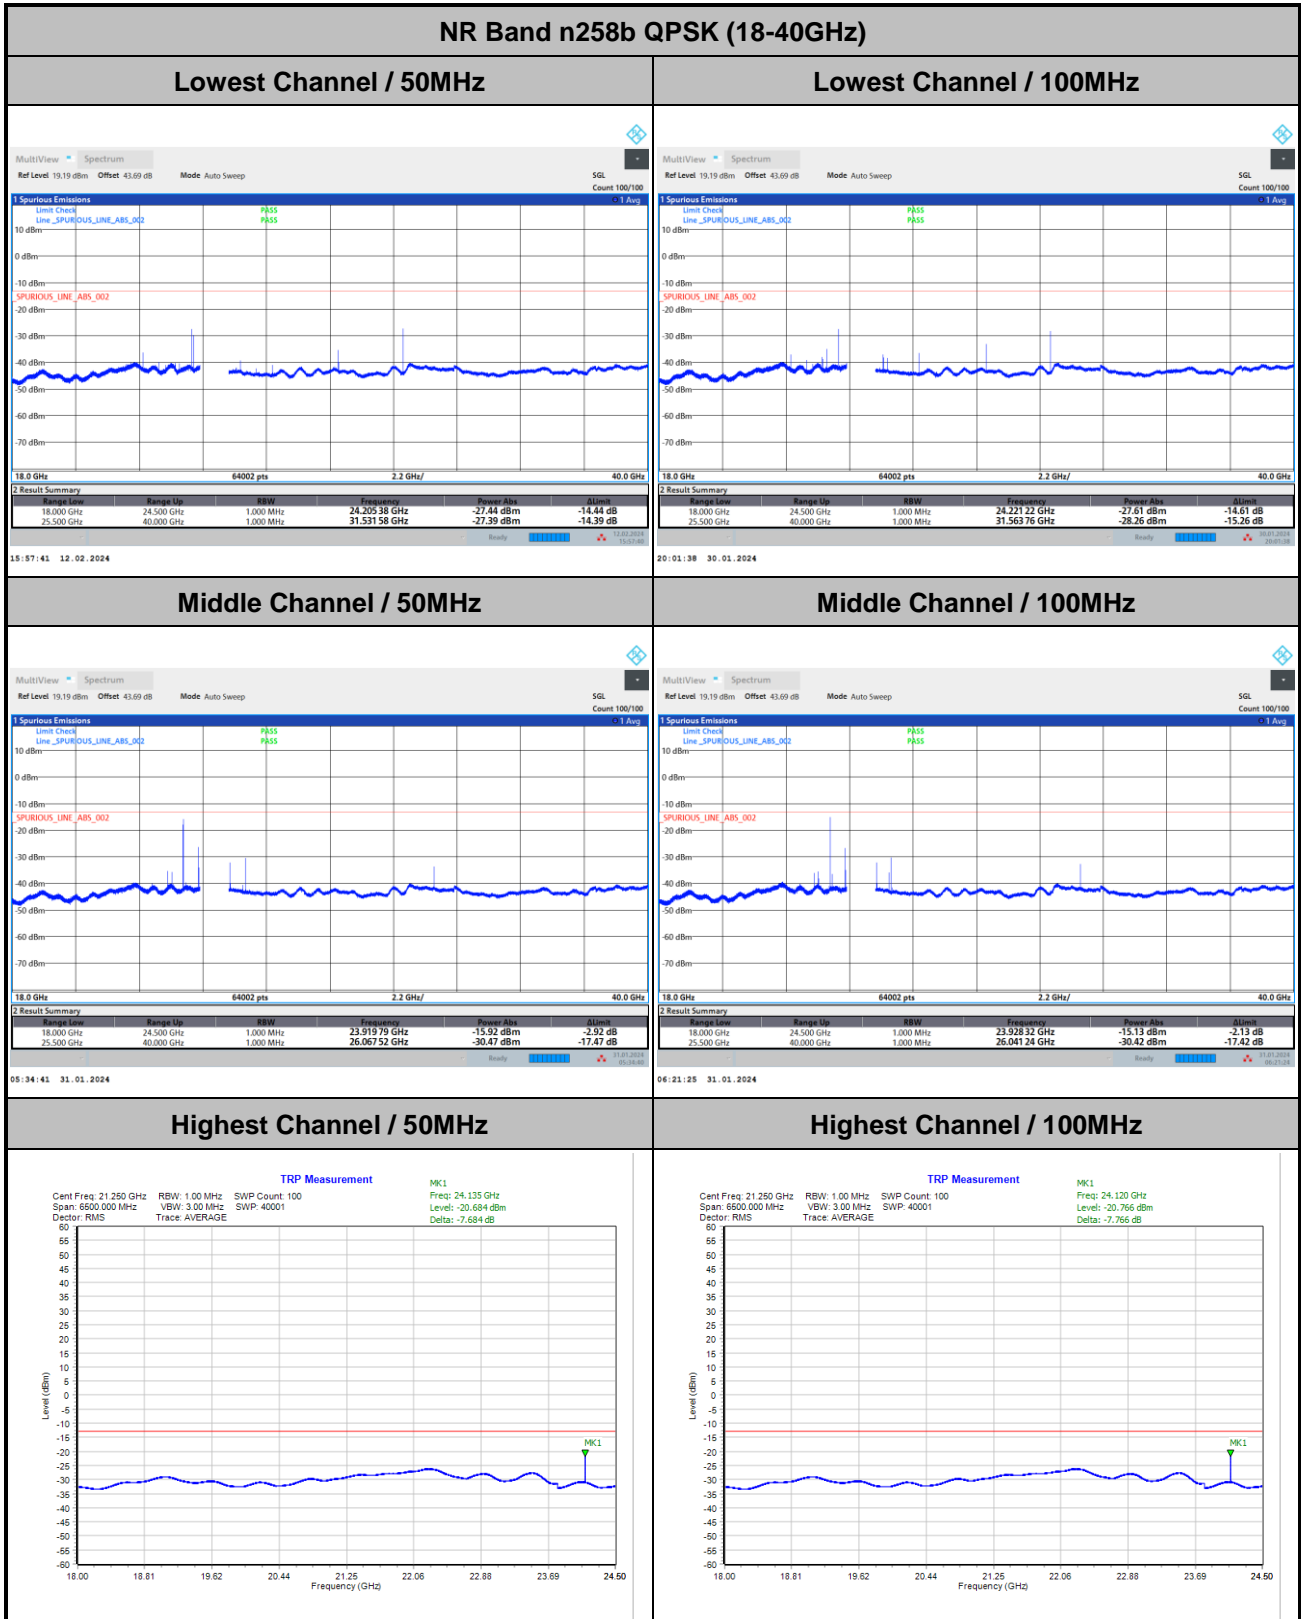 NR Band n258b QPSK (18-40GHz)
Lowest Channel / 50MHz
Lowest Channel / 100MHz
MultiView Spectrum
Ref Level 19.19 dBm Offset 43.69 dB Mode Auto Sweep SGL
Count 100/100
1 Spurious Emissions 1 Avg
Limit Check PASS
Line _SPURIOUS_LINE_ABS_002 PASS
10 dBm
0 dBm
-10 dBm
_SPURIOUS_LINE_ABS_002
-20 dBm
-30 dBm
-40 dBm
-50 dBm
-60 dBm
-70 dBm
18.0 GHz 64002 pts 2.2 GHz/ 40.0 GHz
2 Result Summary
Range Low Range Up RBW Frequency Power Abs ΔLimit
18.000 GHz 24.500 GHz 1.000 MHz 24.205 38 GHz -27.44 dBm -14.44 dB
25.500 GHz 40.000 GHz 1.000 MHz 31.531 58 GHz -27.39 dBm -14.39 dB
Ready 12.02.2024
15:57:40
15:57:41 12.02.2024
MultiView Spectrum
Ref Level 19.19 dBm Offset 43.69 dB Mode Auto Sweep SGL
Count 100/100
1 Spurious Emissions 1 Avg
Limit Check PASS
Line _SPURIOUS_LINE_ABS_002 PASS
10 dBm
0 dBm
-10 dBm
_SPURIOUS_LINE_ABS_002
-20 dBm
-30 dBm
-40 dBm
-50 dBm
-60 dBm
-70 dBm
18.0 GHz 64002 pts 2.2 GHz/ 40.0 GHz
2 Result Summary
Range Low Range Up RBW Frequency Power Abs ΔLimit
18.000 GHz 24.500 GHz 1.000 MHz 24.221 22 GHz -27.61 dBm -14.61 dB
25.500 GHz 40.000 GHz 1.000 MHz 31.563 76 GHz -28.26 dBm -15.26 dB
Ready 30.01.2024
20:01:38
20:01:38 30.01.2024
Middle Channel / 50MHz
Middle Channel / 100MHz
MultiView Spectrum
Ref Level 19.19 dBm Offset 43.69 dB Mode Auto Sweep SGL
Count 100/100
1 Spurious Emissions 1 Avg
Limit Check PASS
Line _SPURIOUS_LINE_ABS_002 PASS
10 dBm
0 dBm
-10 dBm
_SPURIOUS_LINE_ABS_002
-20 dBm
-30 dBm
-40 dBm
-50 dBm
-60 dBm
-70 dBm
18.0 GHz 64002 pts 2.2 GHz/ 40.0 GHz
2 Result Summary
Range Low Range Up RBW Frequency Power Abs ΔLimit
18.000 GHz 24.500 GHz 1.000 MHz 23.919 79 GHz -15.92 dBm -2.92 dB
25.500 GHz 40.000 GHz 1.000 MHz 26.067 52 GHz -30.47 dBm -17.47 dB
Ready 31.01.2024
05:34:40
05:34:41 31.01.2024
MultiView Spectrum
Ref Level 19.19 dBm Offset 43.69 dB Mode Auto Sweep SGL
Count 100/100
1 Spurious Emissions 1 Avg
Limit Check PASS
Line _SPURIOUS_LINE_ABS_002 PASS
10 dBm
0 dBm
-10 dBm
_SPURIOUS_LINE_ABS_002
-20 dBm
-30 dBm
-40 dBm
-50 dBm
-60 dBm
-70 dBm
18.0 GHz 64002 pts 2.2 GHz/ 40.0 GHz
2 Result Summary
Range Low Range Up RBW Frequency Power Abs ΔLimit
18.000 GHz 24.500 GHz 1.000 MHz 23.928 32 GHz -15.13 dBm -2.13 dB
25.500 GHz 40.000 GHz 1.000 MHz 26.041 24 GHz -30.42 dBm -17.42 dB
Ready 31.01.2024
06:21:24
06:21:25 31.01.2024
Highest Channel / 50MHz
Highest Channel / 100MHz
TRP Measurement
MK1
Cent Freq: 21.250 GHz RBW: 1.00 MHz SWP Count: 100 Freq: 24.135 GHz
Span: 6500.000 MHz VBW: 3.00 MHz SWP: 40001 Level: -20.684 dBm
Dector: RMS Trace: AVERAGE Delta: -7.684 dB
60
55
50
45
40
35
30
25
20
15
10
5
0
-5
-10
-15
-20
-25
-30
-35
-40
-45
-50
-55
-60
Level (dBm)
MK1
18.00 18.81 19.62 20.44 21.25 22.06 22.88 23.69 24.50
Frequency (GHz)
TRP Measurement
MK1
Cent Freq: 21.250 GHz RBW: 1.00 MHz SWP Count: 100 Freq: 24.120 GHz
Span: 6500.000 MHz VBW: 3.00 MHz SWP: 40001 Level: -20.766 dBm
Dector: RMS Trace: AVERAGE Delta: -7.766 dB
60
55
50
45
40
35
30
25
20
15
10
5
0
-5
-10
-15
-20
-25
-30
-35
-40
-45
-50
-55
-60
Level (dBm)
MK1
18.00 18.81 19.62 20.44 21.25 22.06 22.88 23.69 24.50
Frequency (GHz)